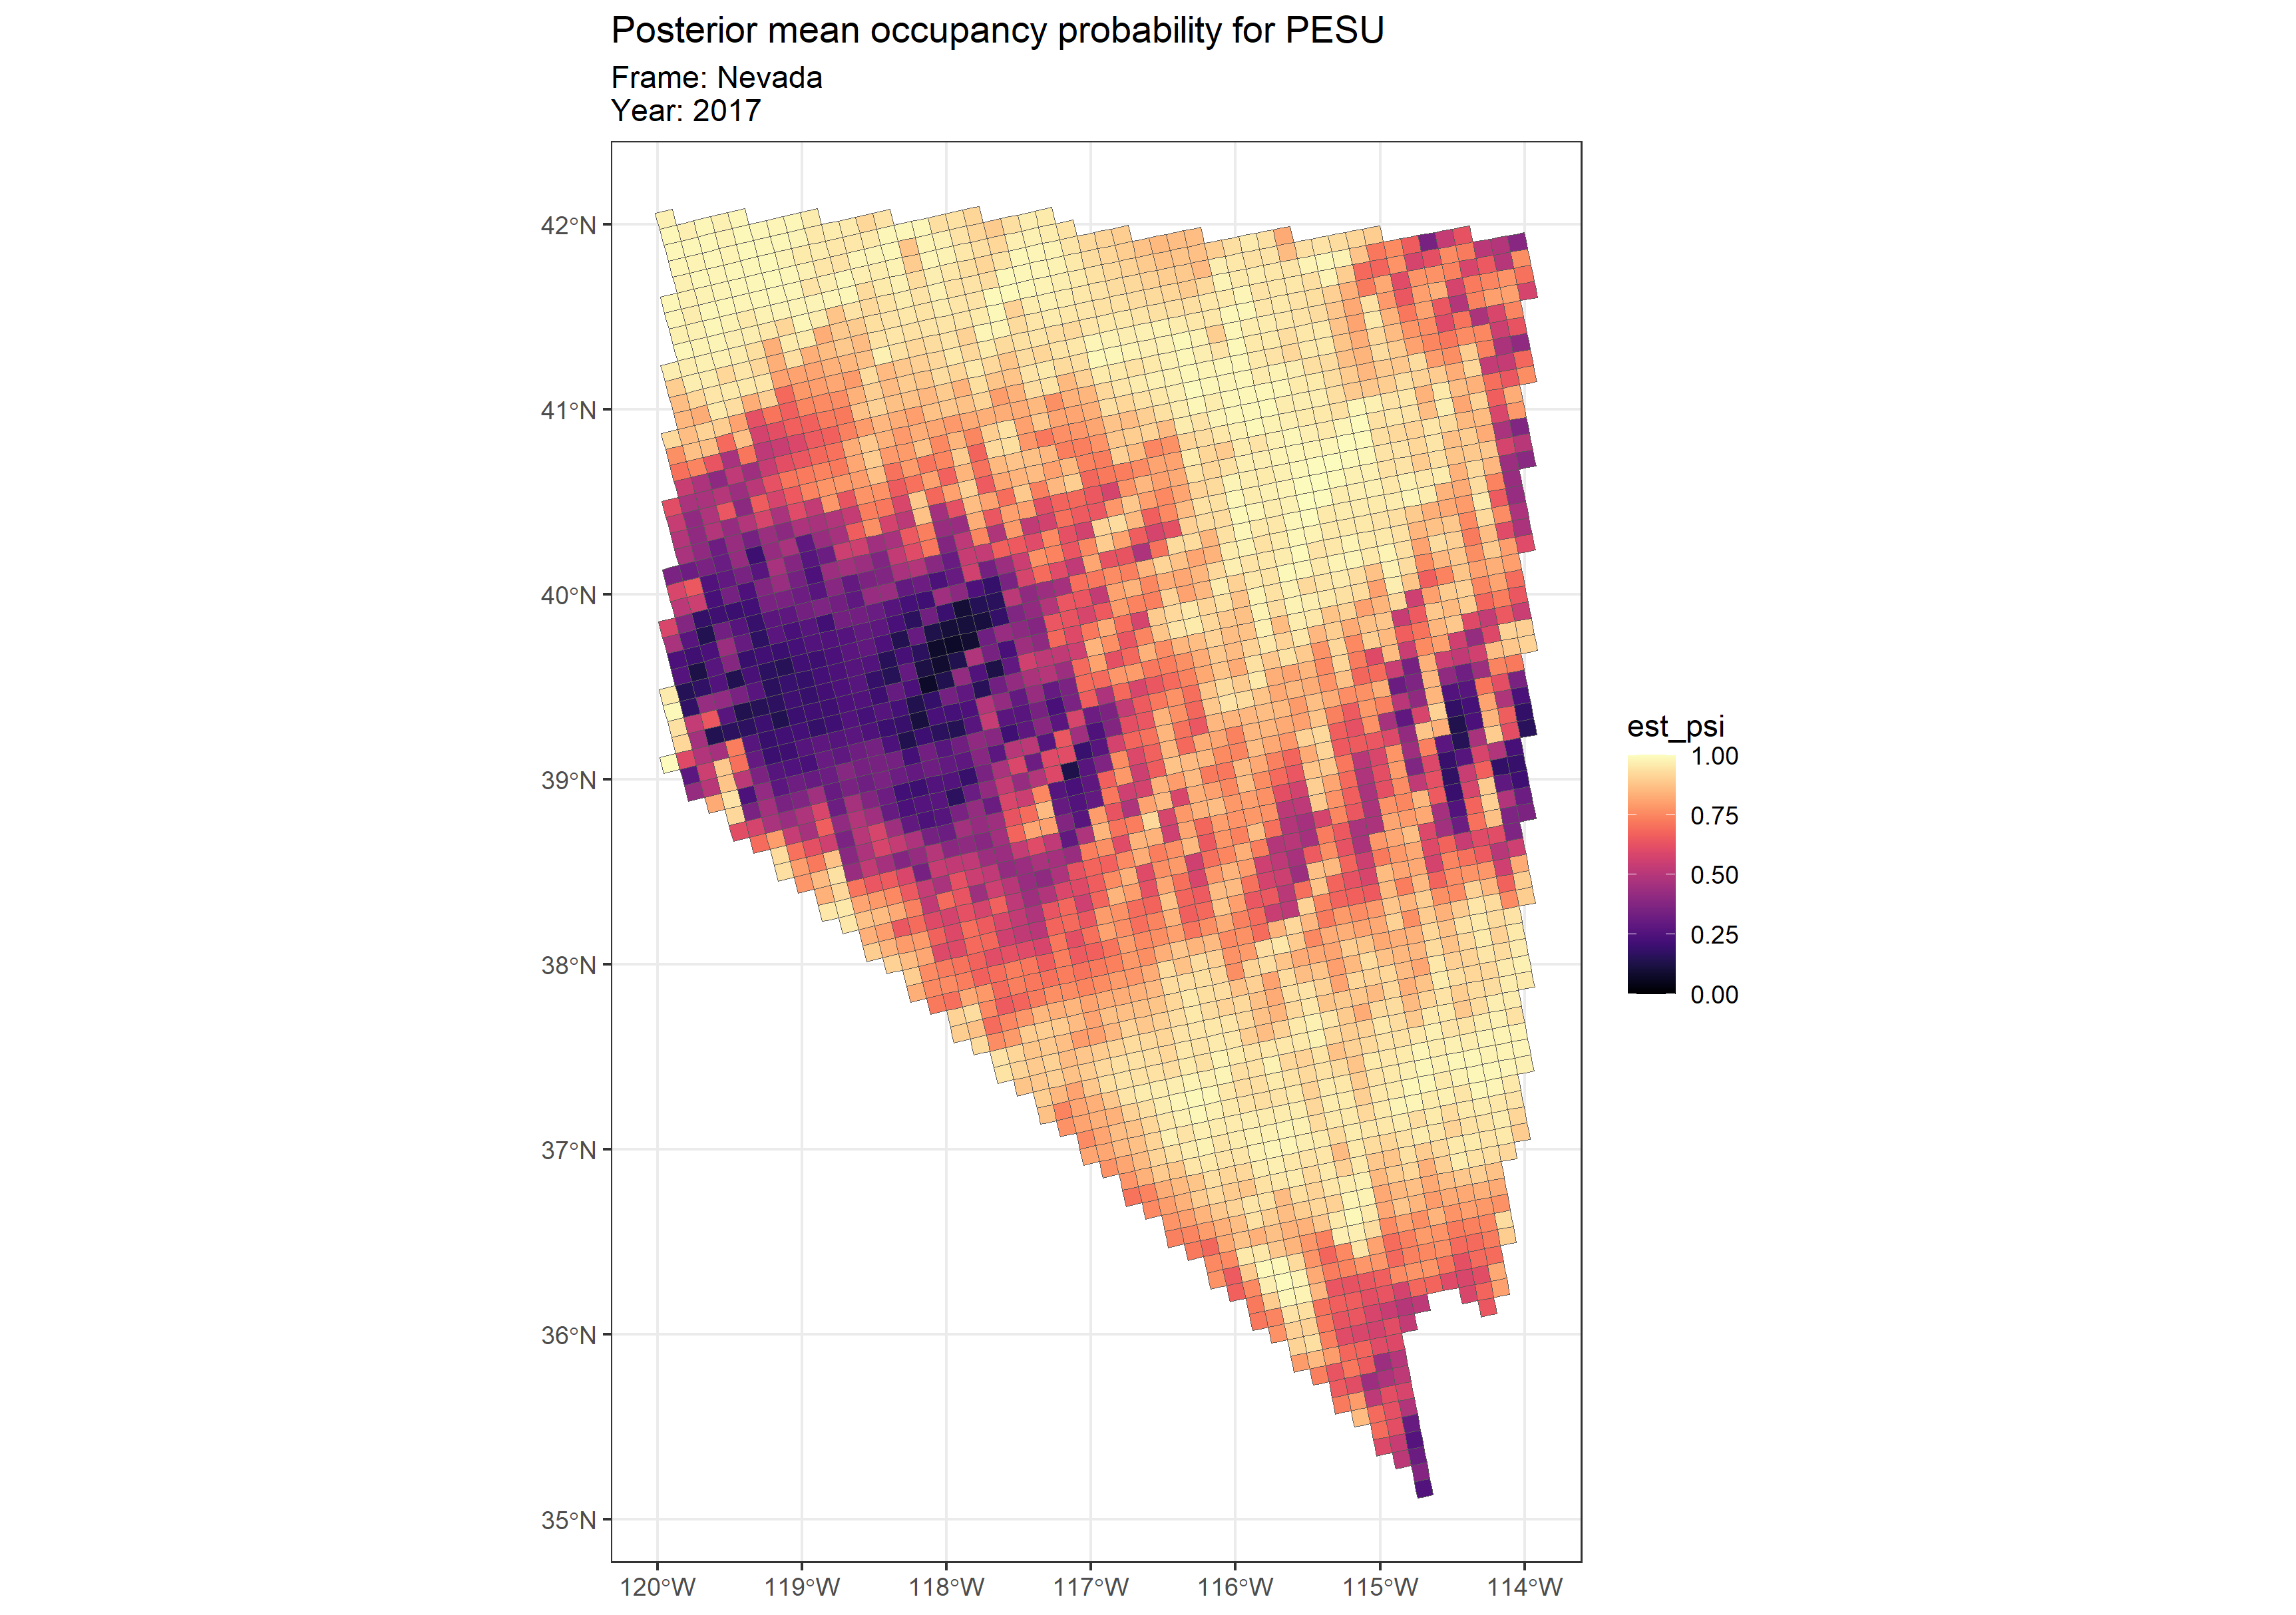 Posterior mean occupancy probability for PESU
Frame: Nevada
Year: 2017
42°N
41°N
40°N
39°N
38°N
37°N
36°N
35°N
120°W 119°W 118°W 117°W 116°W 115°W 114°W
est_psi
1.00
0.75
0.50
0.25
0.00